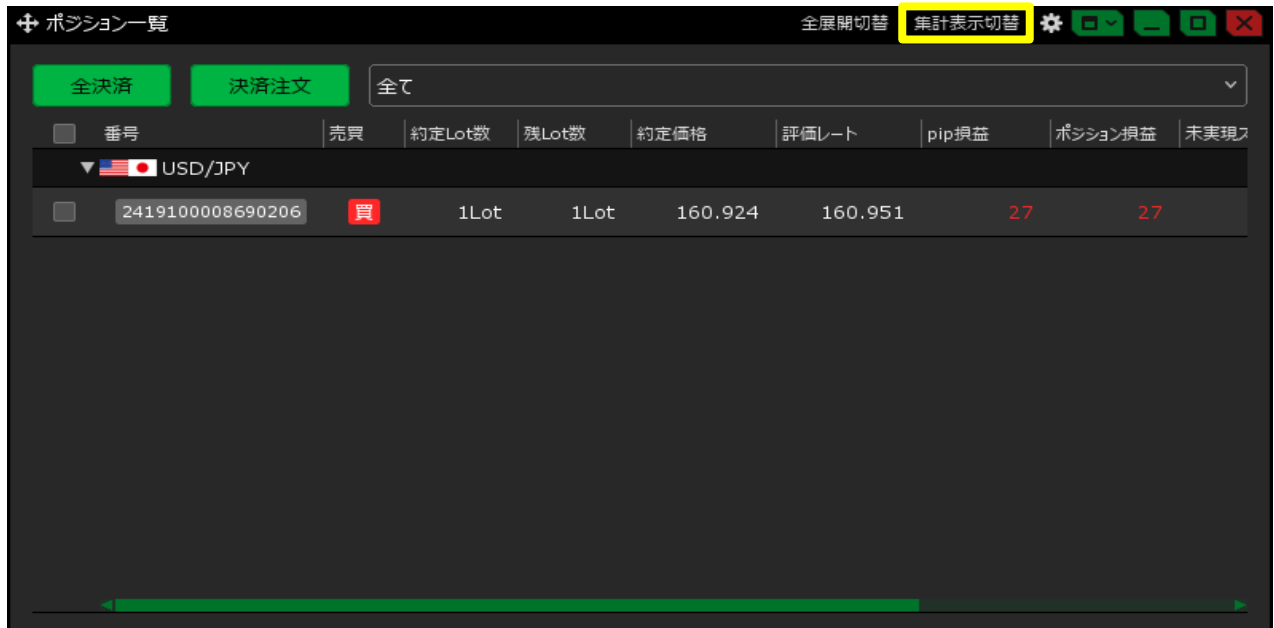 ポジション一覧 全展開切替 集計表示切替
全決済 決済注文 全て
番号 売買 約定Lot数 残Lot数 約定価格 評価レート pip損益 ポジション損益 未実現ス
USD/JPY
2419100008690206 買 1Lot 1Lot 160.924 160.951 27 27